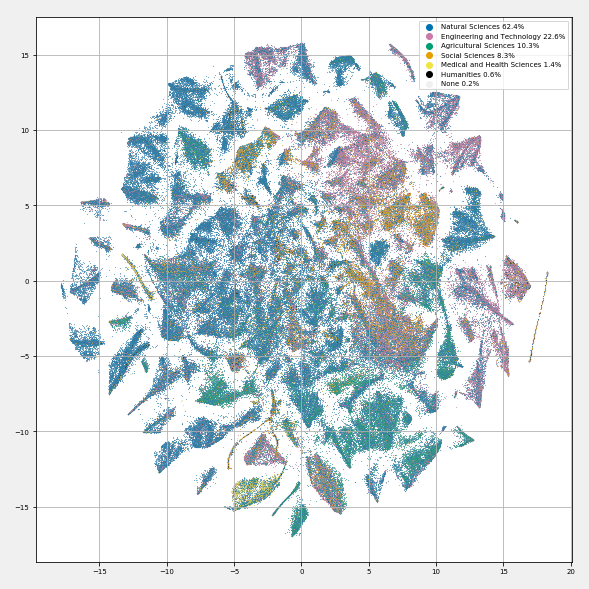 Natural Sciences 62.4%
Engineering and Technology 22.6%
Agricultural Sciences 10.3%
Social Sciences 8.3%
Medical and Health Sciences 1.4%
Humanities 0.6%
None 0.2%
15
10
5
0
−5
−10
−15
−15
−10
−5
0
5
10
15
20